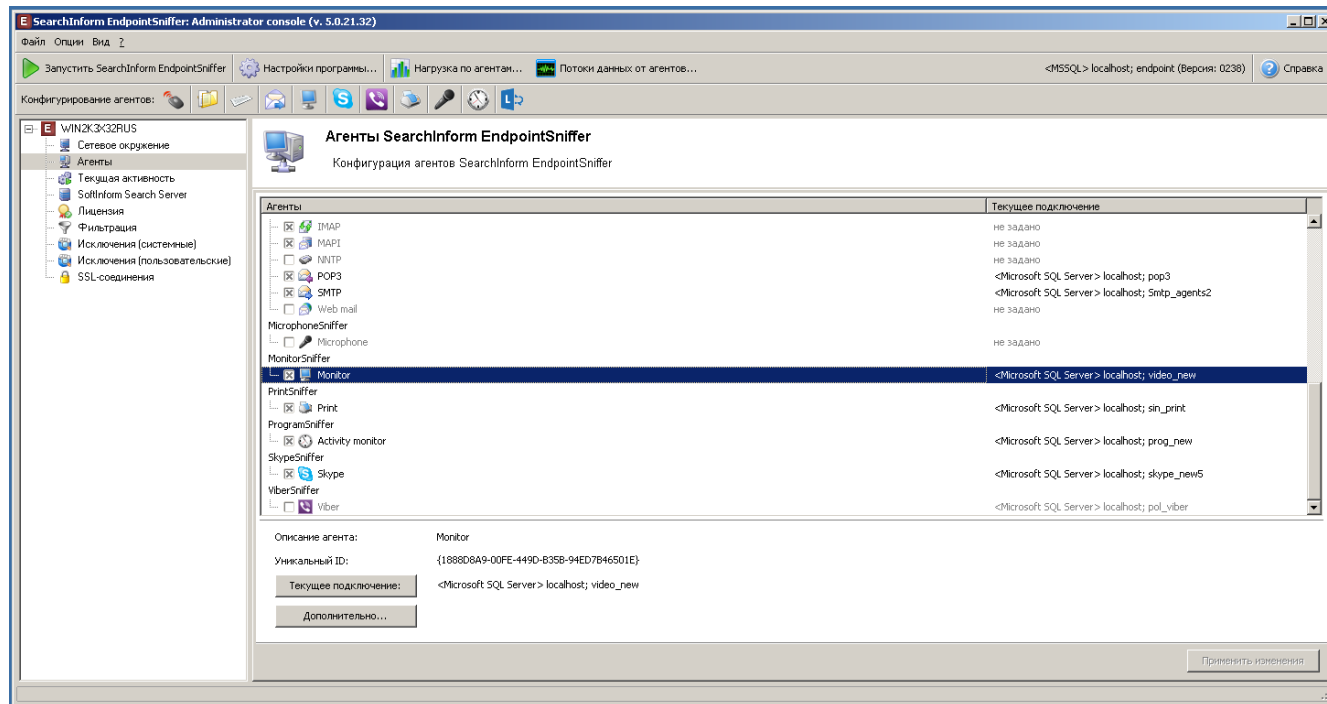 SearchInform EndpointSniffer: Administrator console (v. 5.0.21.32)
Файл Опции Вид ?
Запустить SearchInform EndpointSniffer Настройки программы... Нагрузка по агентам... Потоки данных от агентов... <MSSQL> localhost; endpoint (Версия: 0238) Справка
Конфигурирование агентов:
WIN2K3X32RUS
Сетевое окружение
Агенты
Текущая активность
SoftInform Search Server
Лицензия
Фильтрация
Исключения (системные)
Исключения (пользовательские)
SSL-соединения
Агенты SearchInform EndpointSniffer
Конфигурация агентов SearchInform EndpointSniffer
Агенты Текущее подключение
IMAP не задано
MAPI не задано
NNTP не задано
POP3 <Microsoft SQL Server> localhost; pop3
SMTP <Microsoft SQL Server> localhost; Smtp_agents2
Web mail не задано
MicrophoneSniffer
Microphone не задано
MonitorSniffer
Monitor <Microsoft SQL Server> localhost; video_new
PrintSniffer
Print <Microsoft SQL Server> localhost; sin_print
ProgramSniffer
Activity monitor <Microsoft SQL Server> localhost; prog_new
SkypeSniffer
Skype <Microsoft SQL Server> localhost; skype_new5
ViberSniffer
Viber <Microsoft SQL Server> localhost; pol_viber
Описание агента: Monitor
Уникальный ID: {1888D8A9-00FE-449D-B35B-94ED7B46501E}
Текущее подключение: <Microsoft SQL Server> localhost; video_new
Дополнительно...
Применить изменения